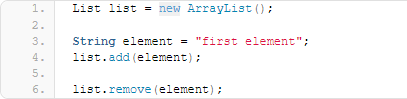 1. List list = new ArrayList();
2.
3. String element = "first element";
4. list.add(element);
5.
6. list.remove(element);